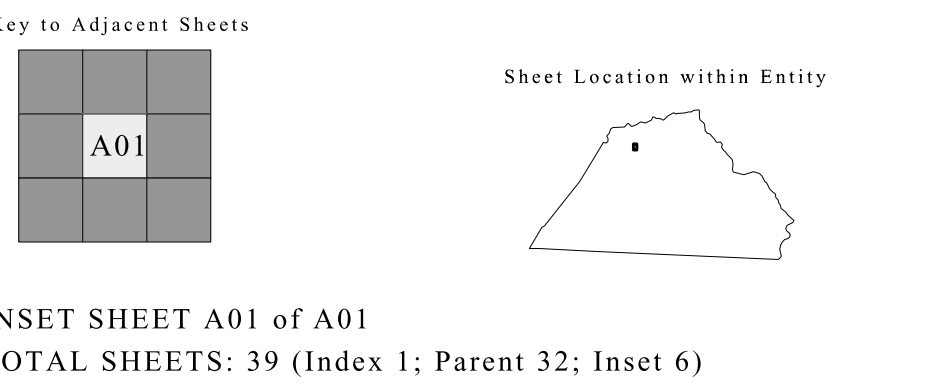 Key to Adjacent Sheets
Sheet Location within Entity
A01
NSET SHEET A01 of A01
OTAL SHEETS: 39 (Index 1; Parent 32; Inset 6)